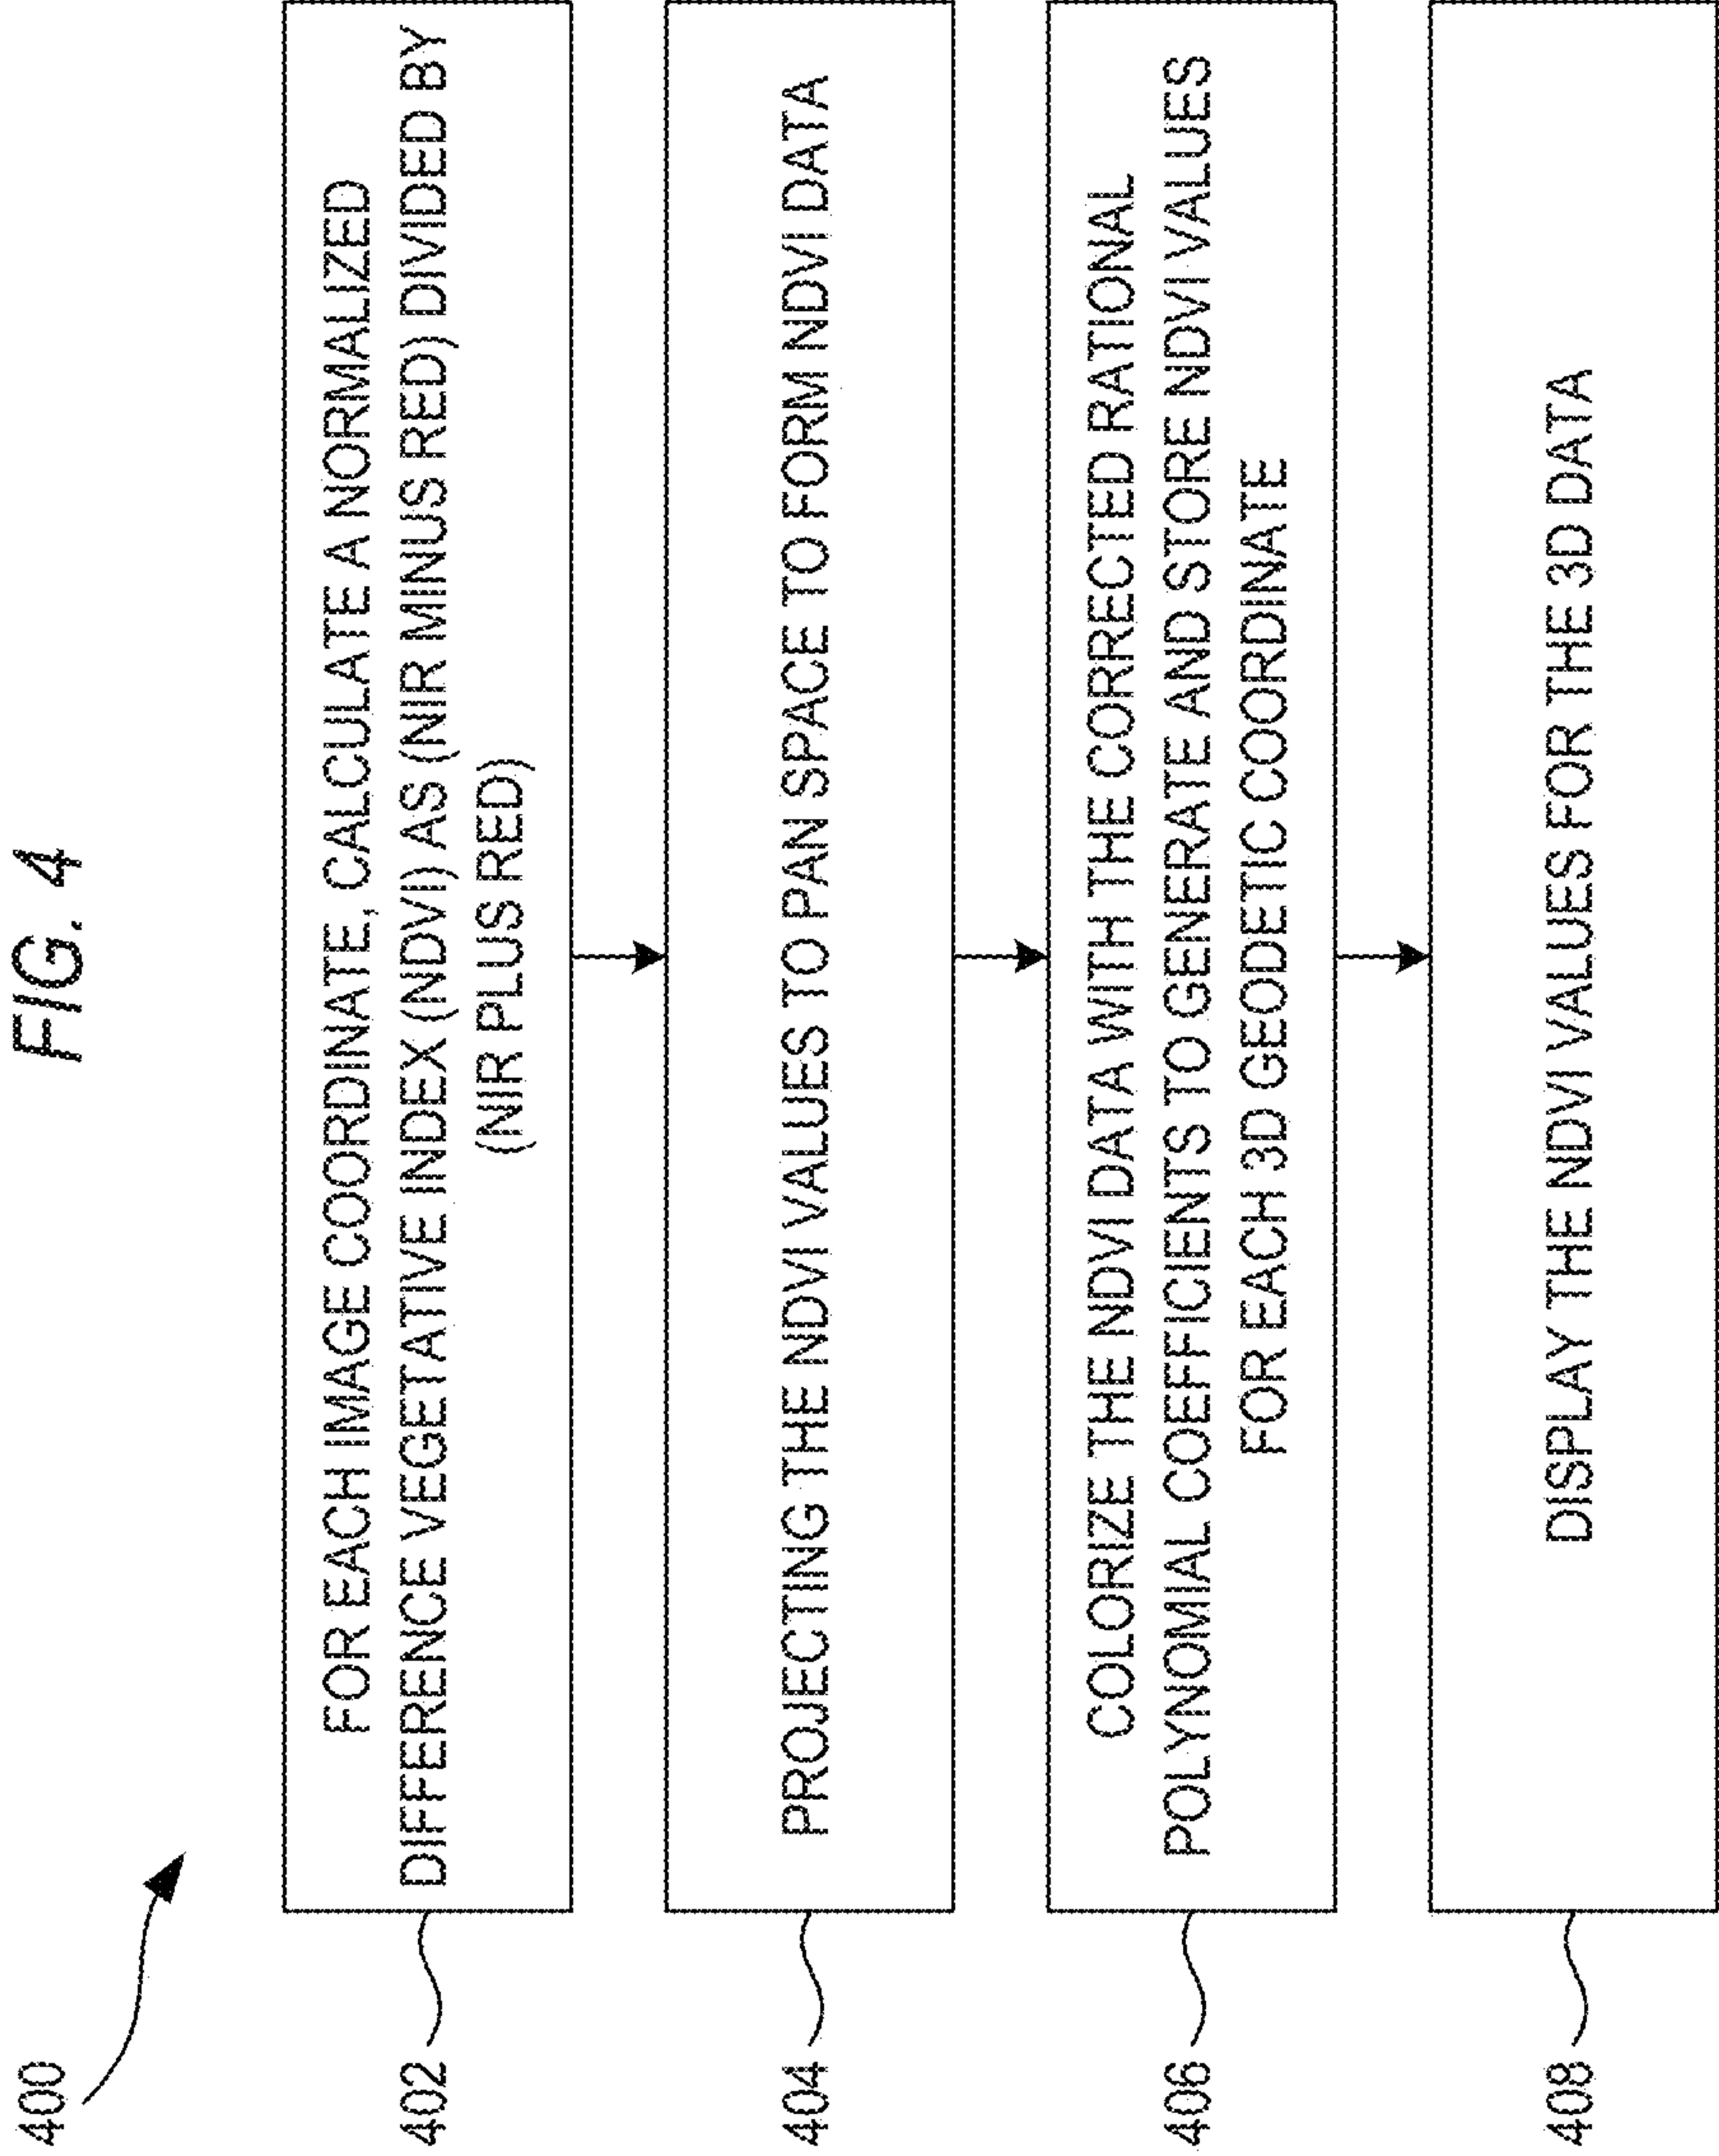 FIG. 4
400
402
FOR EACH IMAGE COORDINATE, CALCULATE A NORMALIZED
DIFFERENCE VEGETATIVE INDEX (NDVI) AS (NIR MINUS RED) DIVIDED BY
(NIR PLUS RED)
404
PROJECTING THE NDVI VALUES TO PAN SPACE TO FORM NDVI DATA
406
COLORIZE THE NDVI DATA WITH THE CORRECTED RATIONAL
POLYNOMIAL COEFFICIENTS TO GENERATE AND STORE NDVI VALUES
FOR EACH 3D GEODETIC COORDINATE
408
DISPLAY THE NDVI VALUES FOR THE 3D DATA